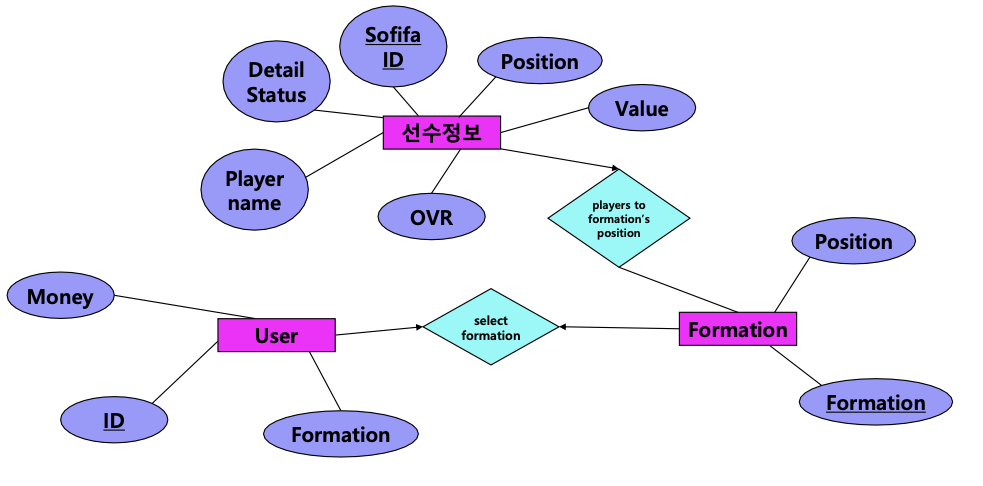 Sofifa
ID
Position
Detail
Status
Value
선수정보
Player
name
OVR
players to
formation's
position
Position
Money
select
formation
User
Formation
Formation
ID
Formation